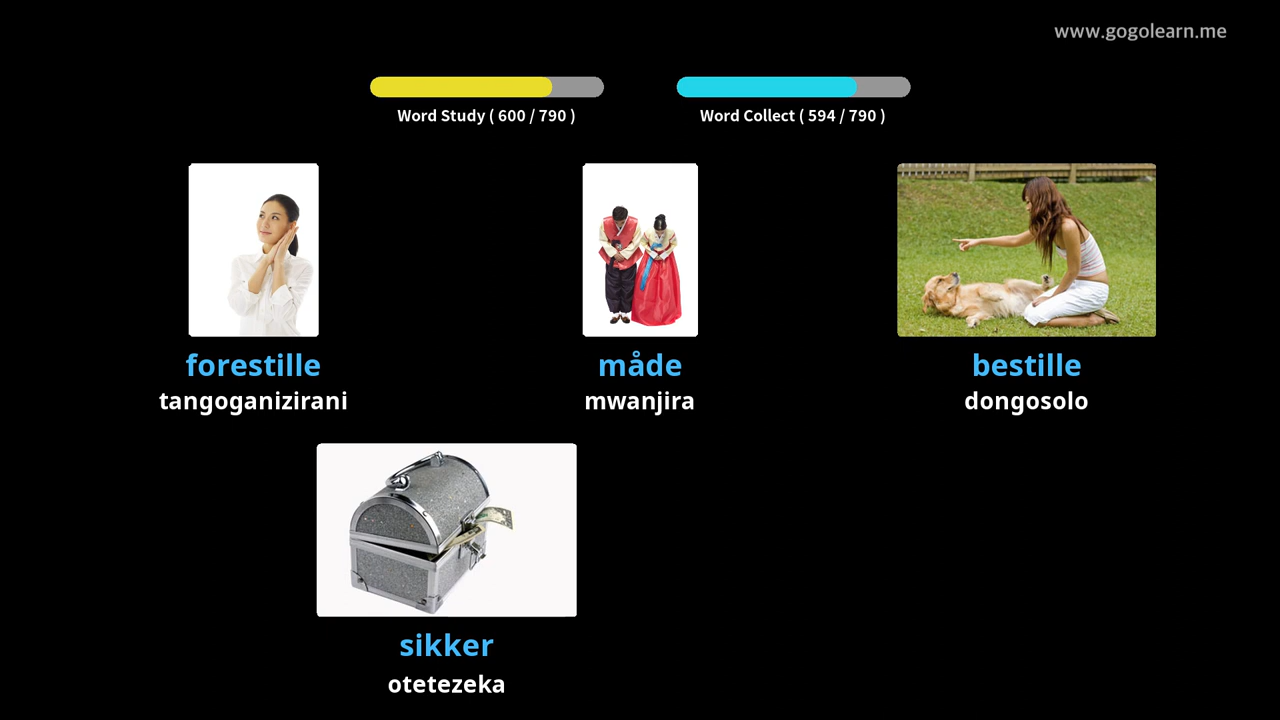 www.gogolearn.me
Word Study ( 600 / 790 )
Word Collect ( 594 / 790 )
forestille
tangoganizirani
måde
mwanjira
bestille
dongosolo
sikker
otetezeka